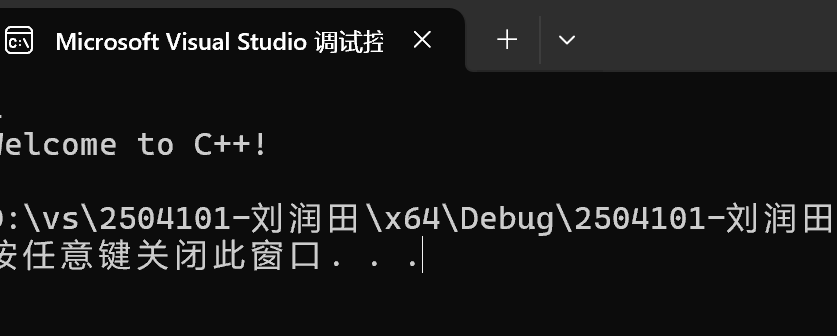 Microsoft Visual Studio 调试控
Welcome to C++!
D:\vs\2504101-刘润田\x64\Debug\2504101-刘润田
按任意键关闭此窗口. . .